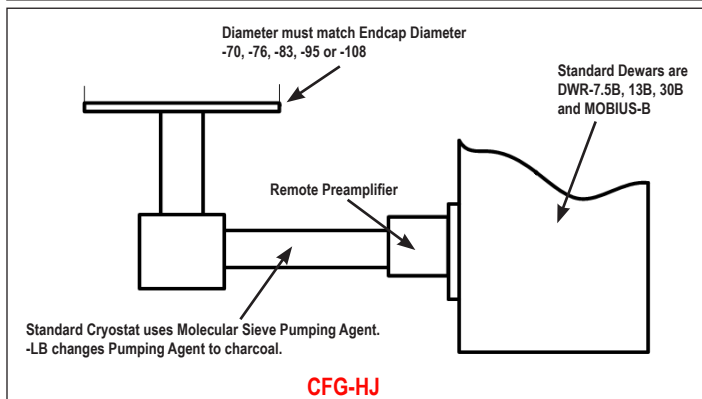 Diameter must match Endcap Diameter
-70, -76, -83, -95 or -108
Standard Dewars are
DWR-7.5B, 13B, 30B
and MOBIUS-B
Remote Preamplifier
Standard Cryostat uses Molecular Sieve Pumping Agent.
-LB changes Pumping Agent to charcoal.
CFG-HJ